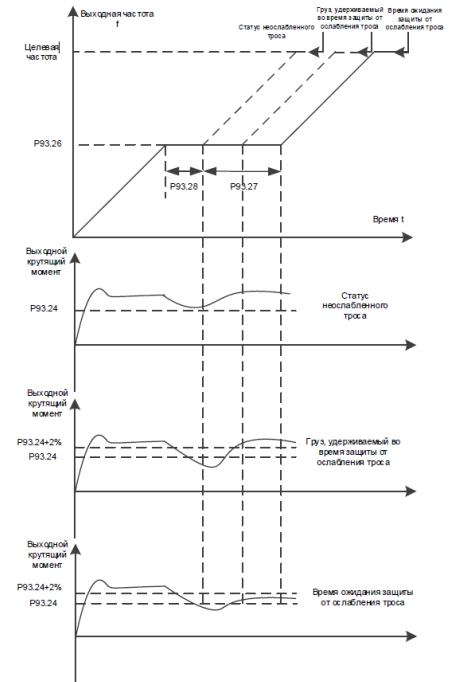 Выходная частота
f
Статус неослабленного
троса
Груз, удерживаемый
во время защиты от
ослабления троса
Время ожидания
защиты от
ослабления троса
Целевая
частота
P93.26
P93.28
P93.27
Время t
Выходной
крутящий
момент
P93.24
Статус
неослабленного
троса
Выходной
крутящий
момент
P93.24+2%
P93.24
Груз, удерживаемый во
время защиты от
ослабления троса
Выходной
крутящий
момент
P93.24+2%
P93.24
Время ожидания защиты
от ослабления троса